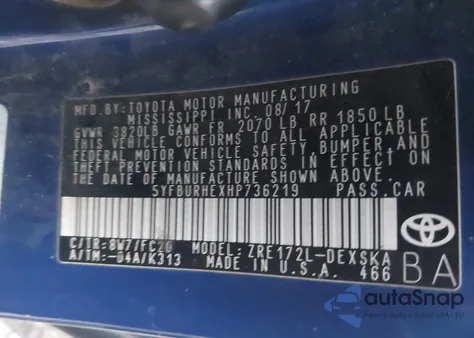 MFD.BY:TOYOTA MOTOR MANUFACTURING
MISSISSIPPI INC. 08/17
GVWR 3820LB GAWR FR 2070 LB RR 1850 LB
THIS VEHICLE CONFORMS TO ALL APPLICABLE
FEDERAL MOTOR VEHICLE SAFETY, BUMPER, AND
THEFT PREVENTION STANDARDS IN EFFECT ON
THE DATE OF MANUFACTURE SHOWN ABOVE.
5YFBURHEXHP736219 PASS.CAR
C/TR:8W7/FC20 MODEL: ZRE172L-DEXSKA
A/TM:-04A/K313 MADE IN U.S.A. 466
TOYOTA
BA
autaSnap